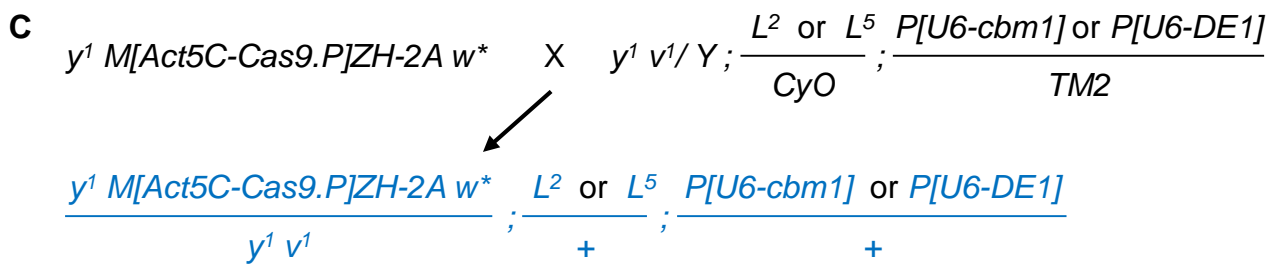 C
y¹ M[Act5C-Cas9.P]ZH-2A w* X y¹ v¹/ Y ; L² or L⁵ ; P[U6-cbm1] or P[U6-DE1]
CyO TM2
y¹ M[Act5C-Cas9.P]ZH-2A w* ; L² or L⁵ ; P[U6-cbm1] or P[U6-DE1]
y¹ v¹ + +